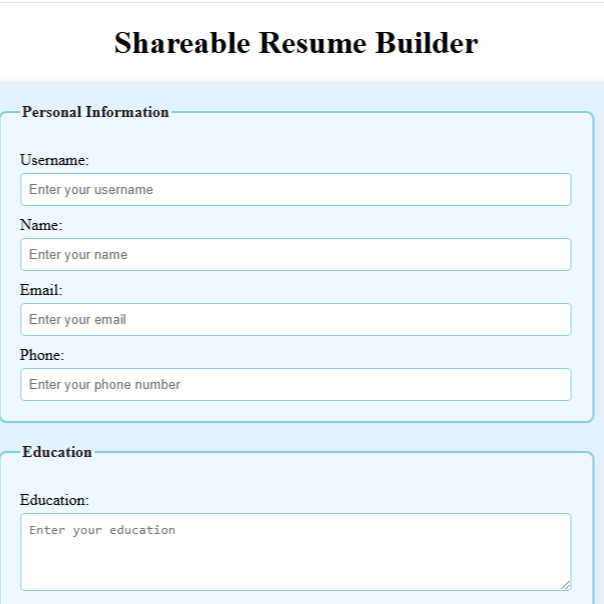 Shareable Resume Builder
Personal Information
Username:
Enter your username
Name:
Enter your name
Email:
Enter your email
Phone:
Enter your phone number
Education
Education:
Enter your education